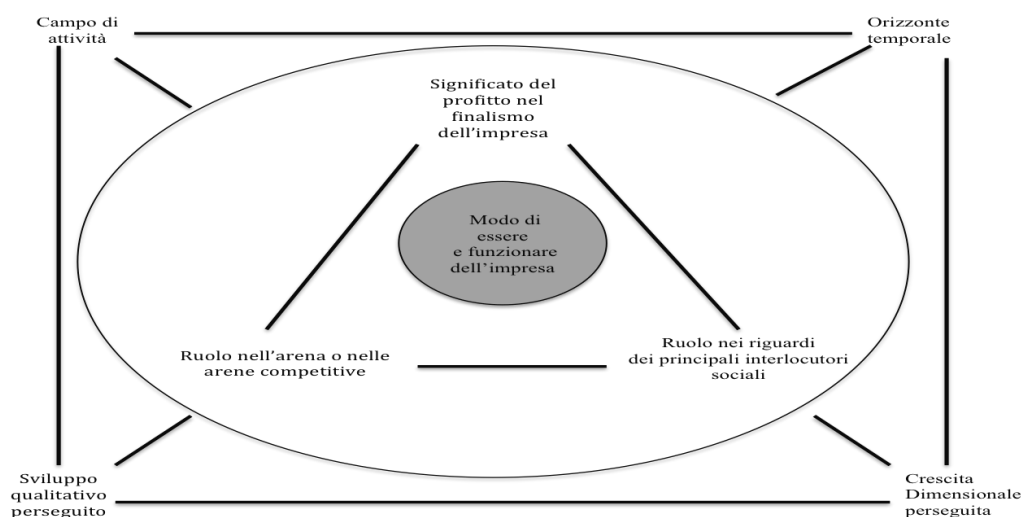 Campo di
attività
Orizzonte
temporale
Significato del
profitto nel
finalismo
dell'impresa
Modo di
essere
e funzionare
dell'impresa
Ruolo nell'arena o nelle
arene competitive
Ruolo nei riguardi
dei principali interlocutori
sociali
Sviluppo
qualitativo
perseguito
Crescita
Dimensionale
perseguita